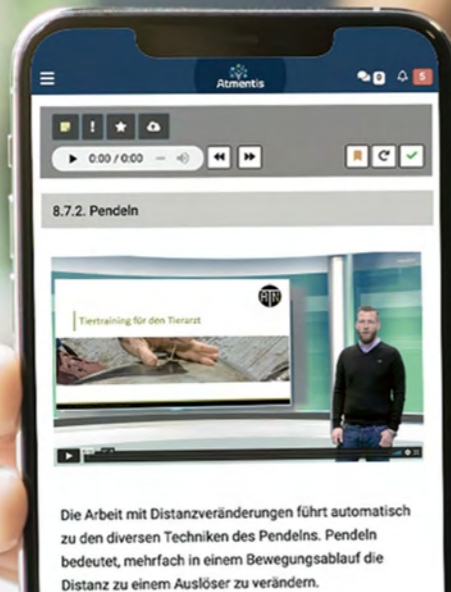 Atmentis
0
5
0:00 / 0:00
8.7.2. Pendeln
ATN
Tiertraining für den Tierarzt
Die Arbeit mit Distanzveränderungen führt automatisch
zu den diversen Techniken des Pendelns. Pendeln
bedeutet, mehrfach in einem Bewegungsablauf die
Distanz zu einem Auslöser zu verändern.